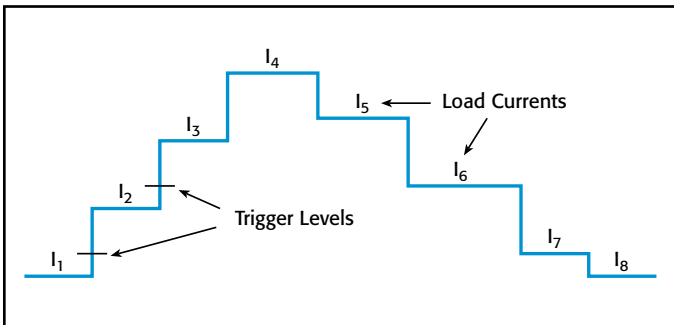 I4
I5
Load Currents
I3
I6
I2
Trigger Levels
I7
I1
I8